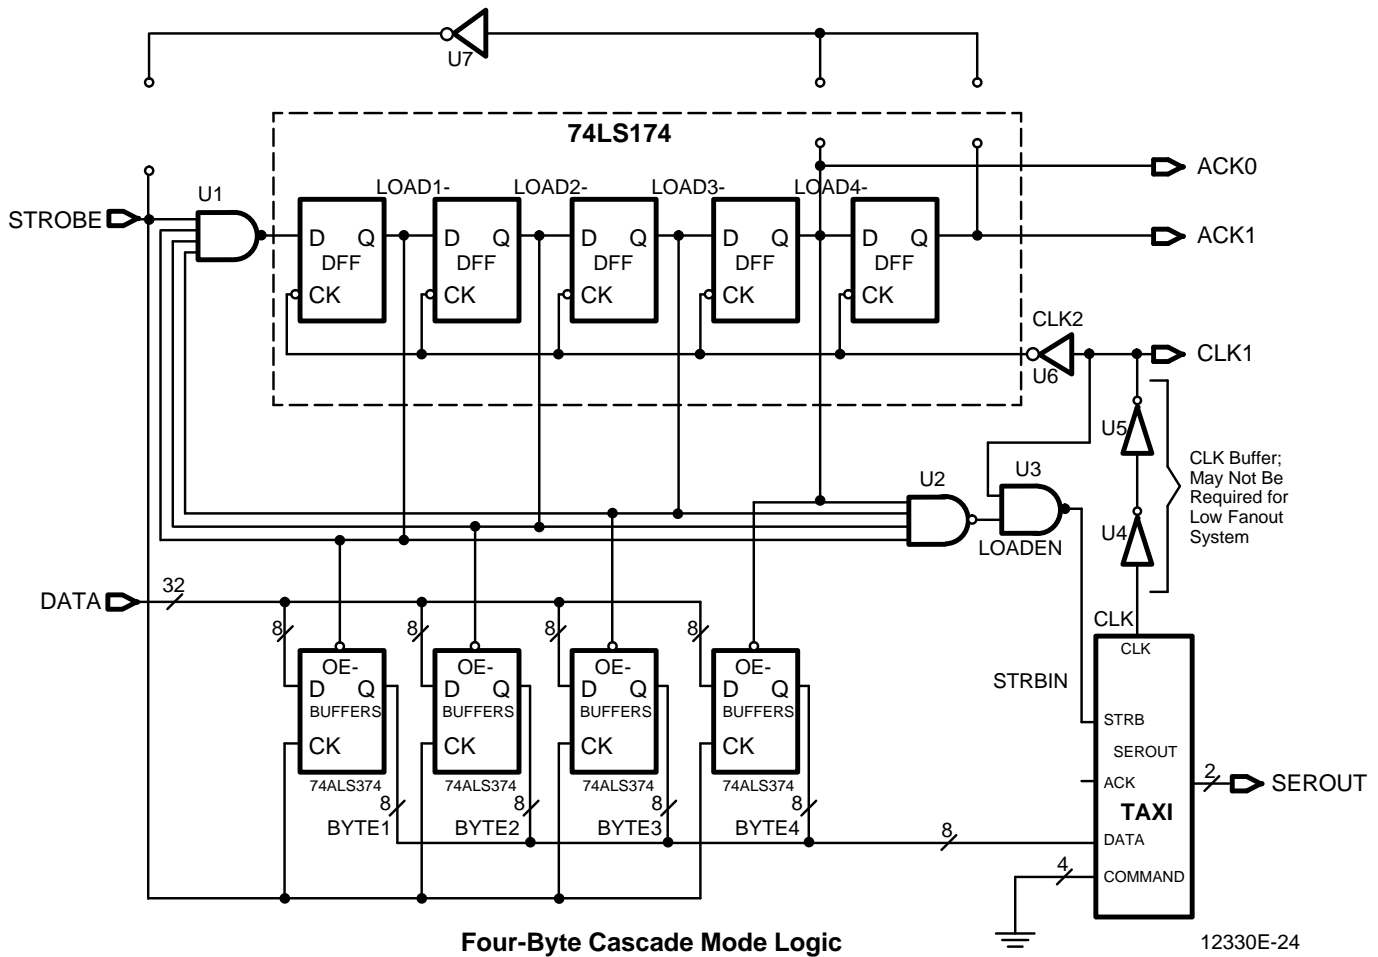 U7
74LS174
ACK0
U1
LOAD1-
LOAD2-
LOAD3-
LOAD4-
STROBE
ACK1
D Q
DFF
CK
D Q
DFF
CK
D Q
DFF
CK
D Q
DFF
CK
D Q
DFF
CK
CLK2
U6
CLK1
U5
U4
CLK Buffer;
May Not Be
Required for
Low Fanout
System
U2
U3
LOADEN
DATA
32
8
8
8
8
OE-
D Q
BUFFERS
CK
74ALS374
OE-
D Q
BUFFERS
CK
74ALS374
OE-
D Q
BUFFERS
CK
74ALS374
OE-
D Q
BUFFERS
CK
74ALS374
8
BYTE1
8
BYTE2
8
BYTE3
8
BYTE4
CLK
CLK
STRBIN
STRB
SEROUT
ACK
TAXI
DATA
COMMAND
2
SEROUT
8
4
Four-Byte Cascade Mode Logic
12330E-24